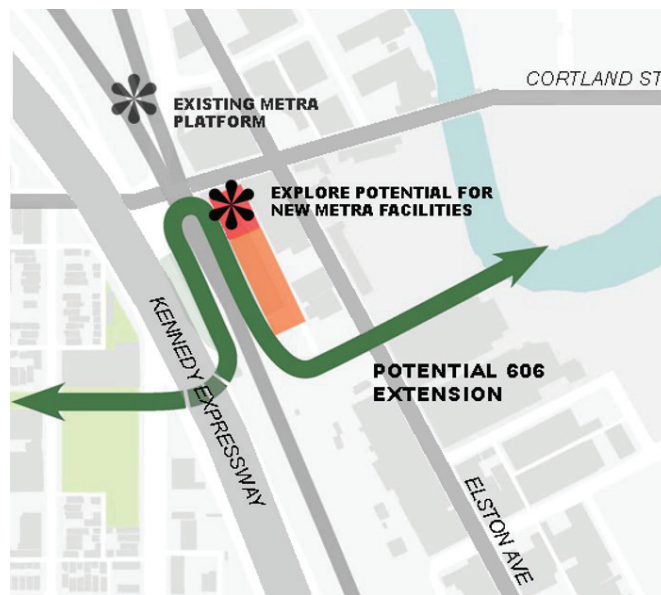 CORTLAND ST
EXISTING METRA
PLATFORM
EXPLORE POTENTIAL FOR
NEW METRA FACILITIES
KENNEDY EXPRESSWAY
POTENTIAL 606
EXTENSION
ELSTON AVE